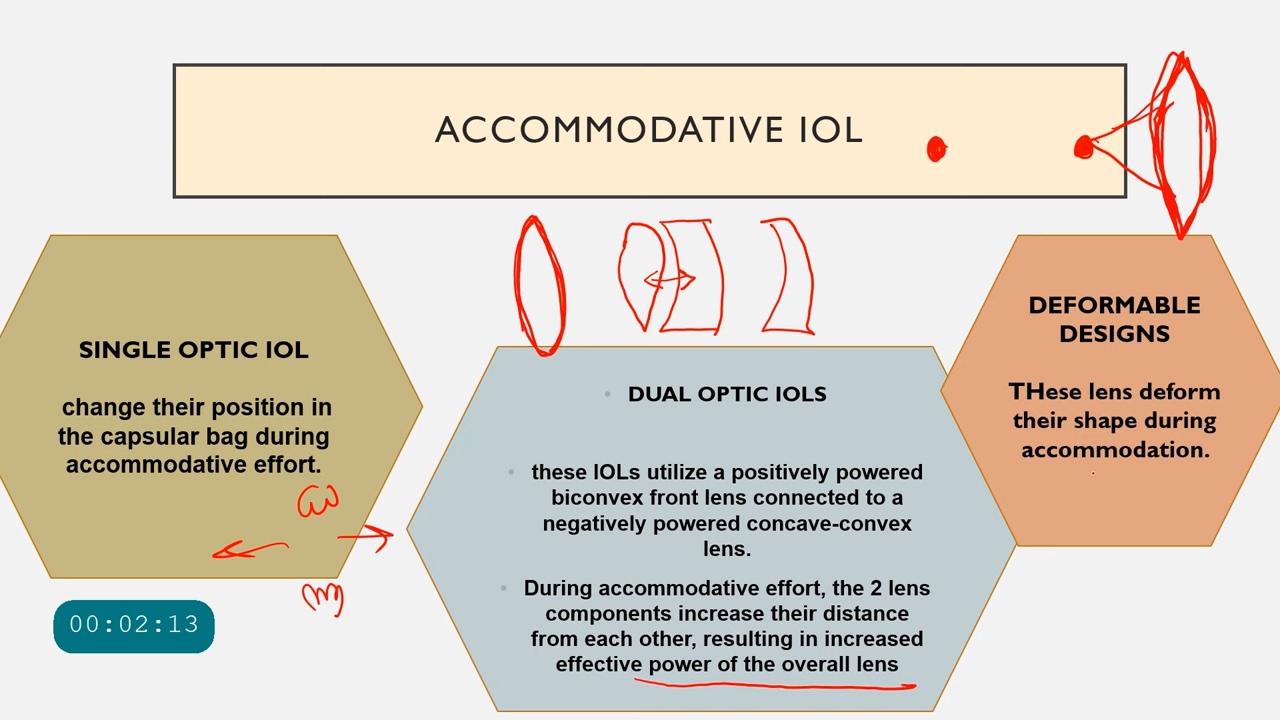 ACCOMMODATIVE IOL
SINGLE OPTIC IOL
change their position in
the capsular bag during
accommodative effort.
• DUAL OPTIC IOLS
• these IOLs utilize a positively powered
biconvex front lens connected to a
negatively powered concave-convex
lens.
• During accommodative effort, the 2 lens
components increase their distance
from each other, resulting in increased
effective power of the overall lens
DEFORMABLE
DESIGNS
THese lens deform
their shape during
accommodation.
00:02:13